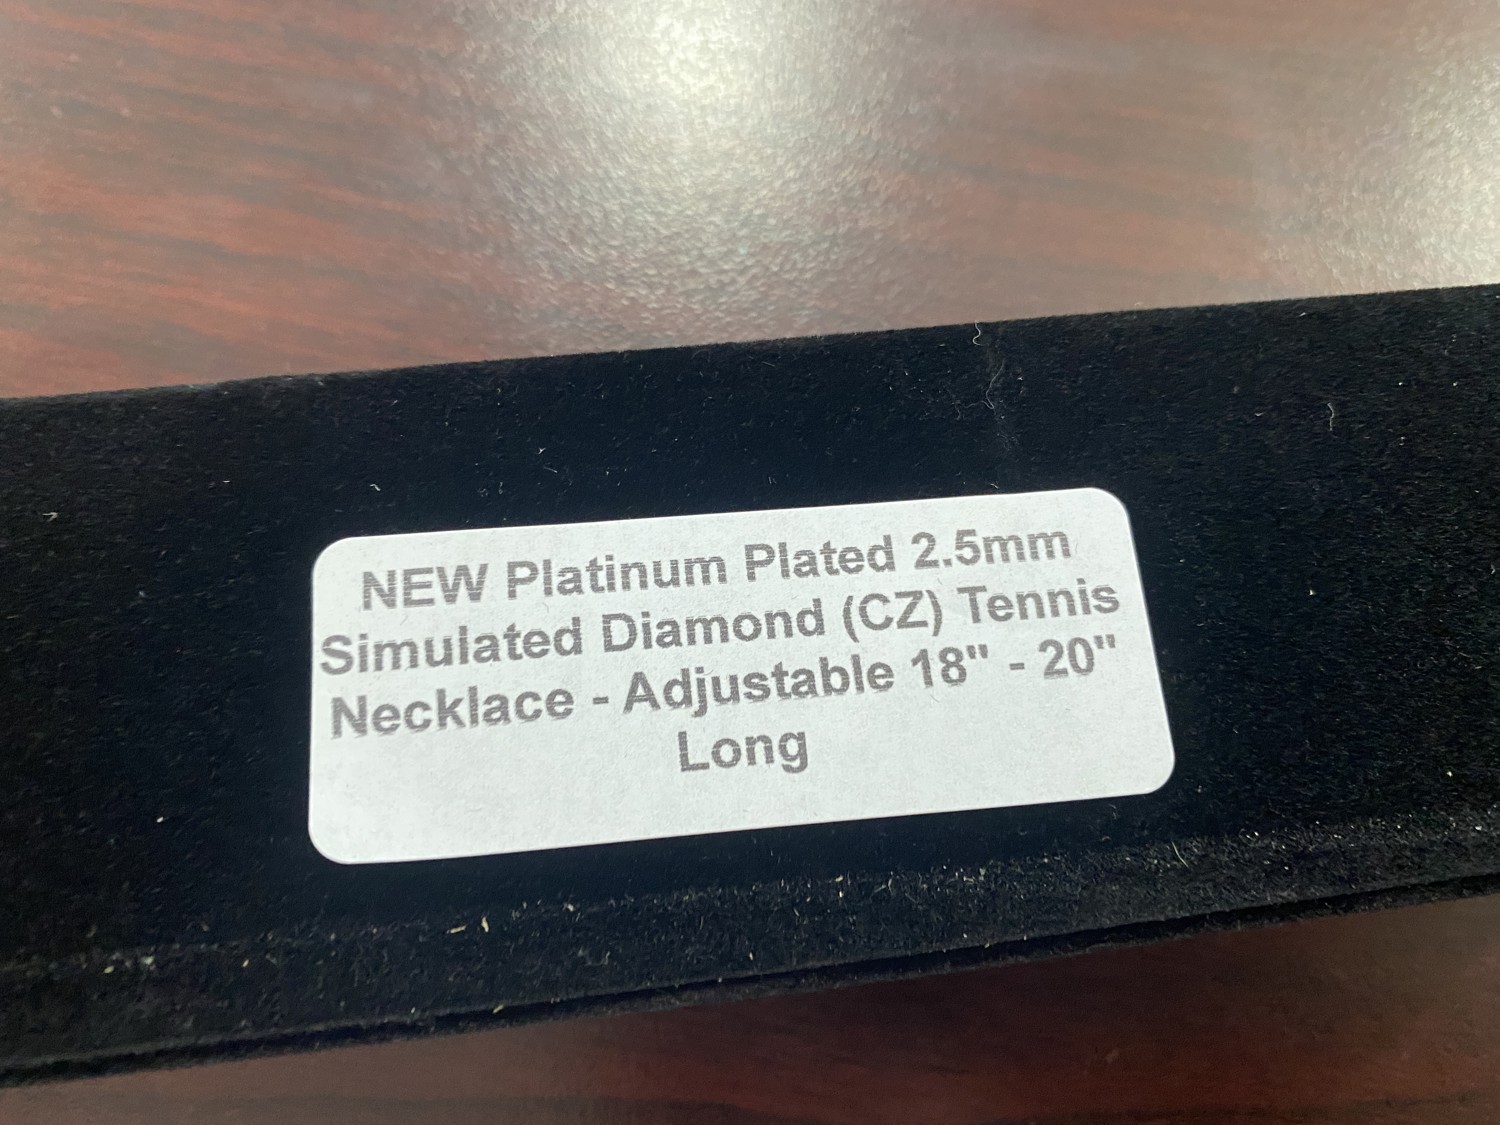 NEW Platinum Plated 2.5mm
Simulated Diamond (CZ) Tennis
Necklace - Adjustable 18" - 20"
Long